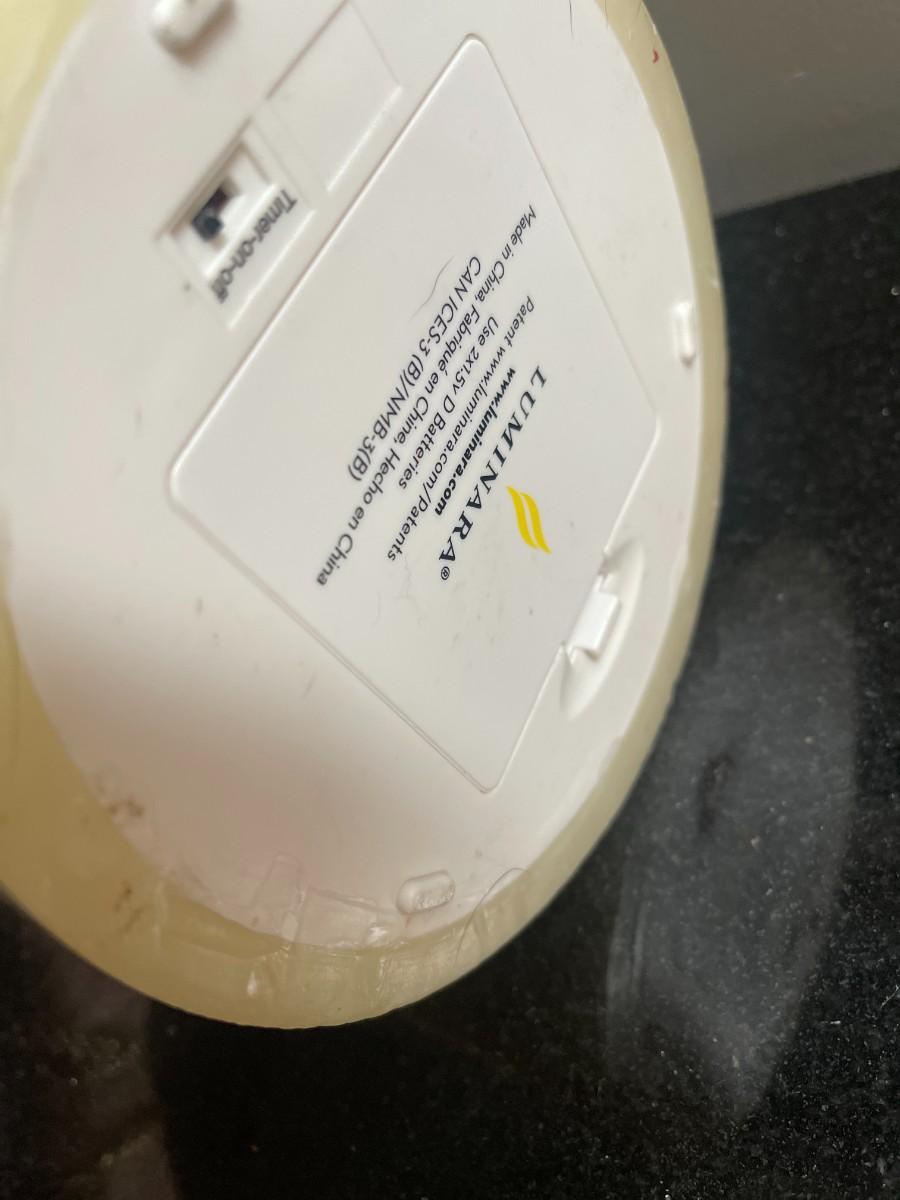 LUMINARA®
www.luminara.com
Patent www.luminara.com/Patents
Use 2x1.5v D Batteries
Made in China, Fabriqué en Chine, Hecho en China
CAN ICES-3 (B)/NMB-3(B)
Timer-on-off